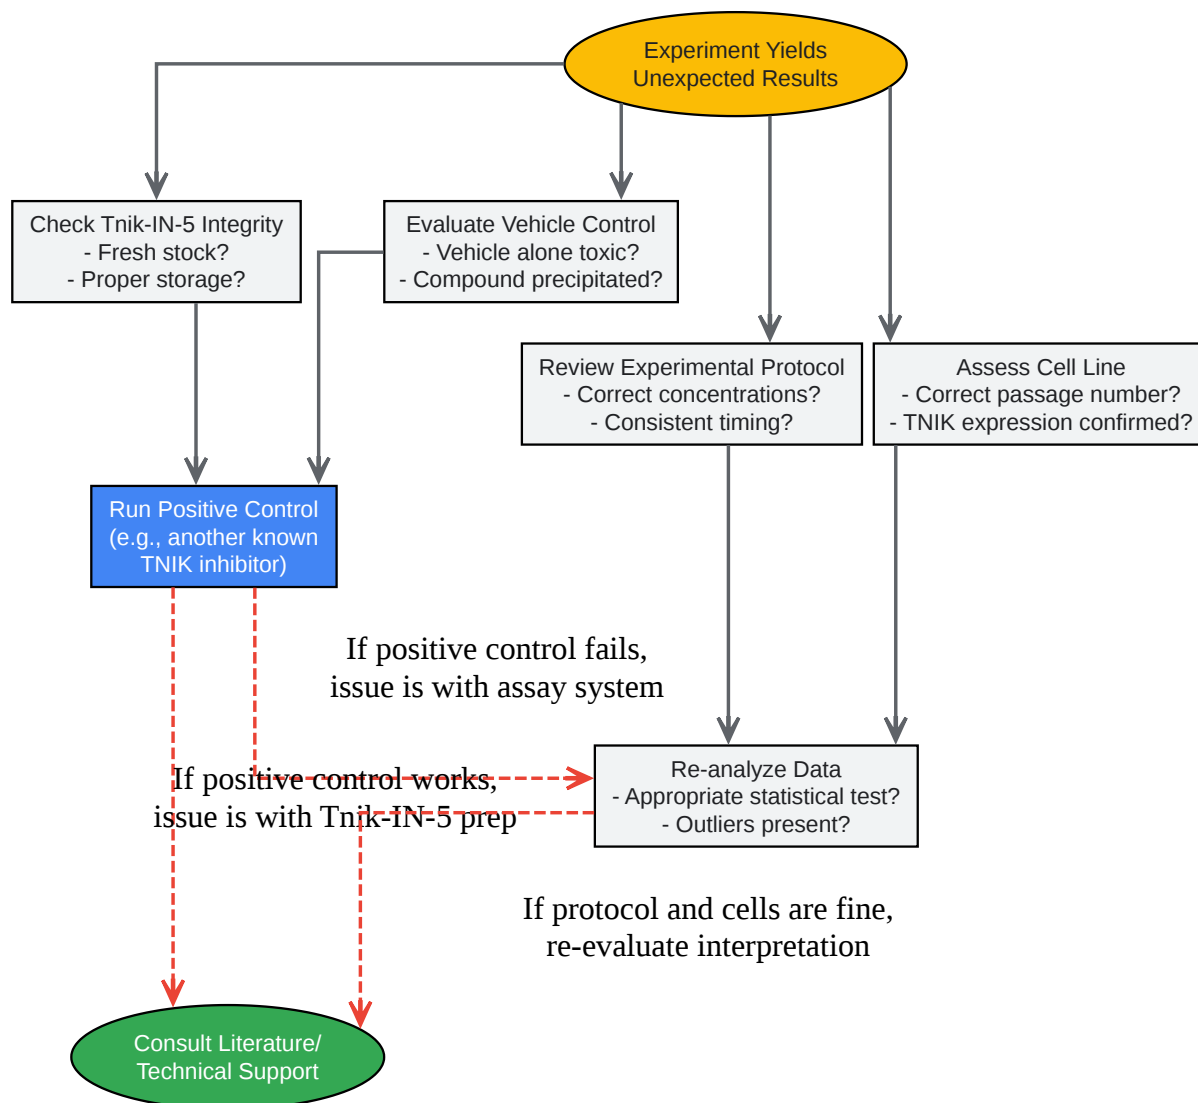 Experiment Yields
Unexpected Results
Check Tnik-IN-5 Integrity
- Fresh stock?
- Proper storage?
Evaluate Vehicle Control
- Vehicle alone toxic?
- Compound precipitated?
Review Experimental Protocol
- Correct concentrations?
- Consistent timing?
Assess Cell Line
- Correct passage number?
- TNIK expression confirmed?
Run Positive Control
(e.g., another known
TNIK inhibitor)
If positive control fails,
issue is with assay system
If positive control works,
issue is with Tnik-IN-5 prep
Re-analyze Data
- Appropriate statistical test?
- Outliers present?
If protocol and cells are fine,
re-evaluate interpretation
Consult Literature/
Technical Support